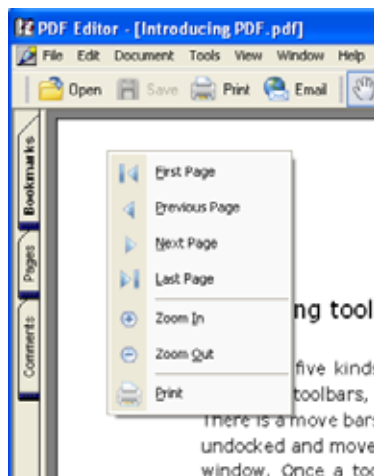 PDF Editor - [Introducing PDF.pdf]
File Edit Document Tools View Window Help
Open Save Print Email
Bookmarks
Pages
Comments
First Page
Previous Page
Next Page
Last Page
Zoom In
Zoom Out
Print
ng tool
five kinds
toolbars,
There is a move bars
undocked and move
window. Once a too